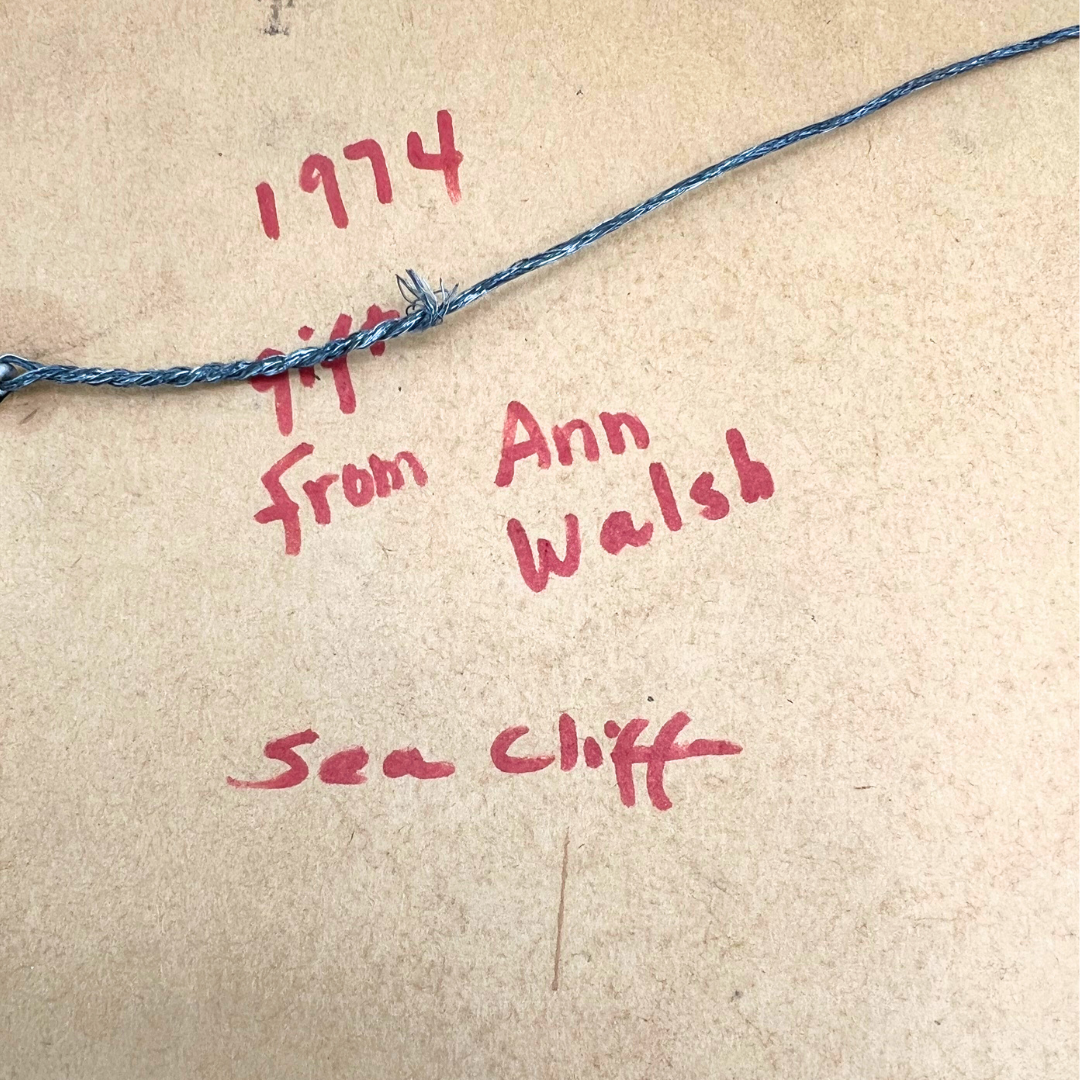 1974
gift
from Ann
Walsh
Sea Cliff